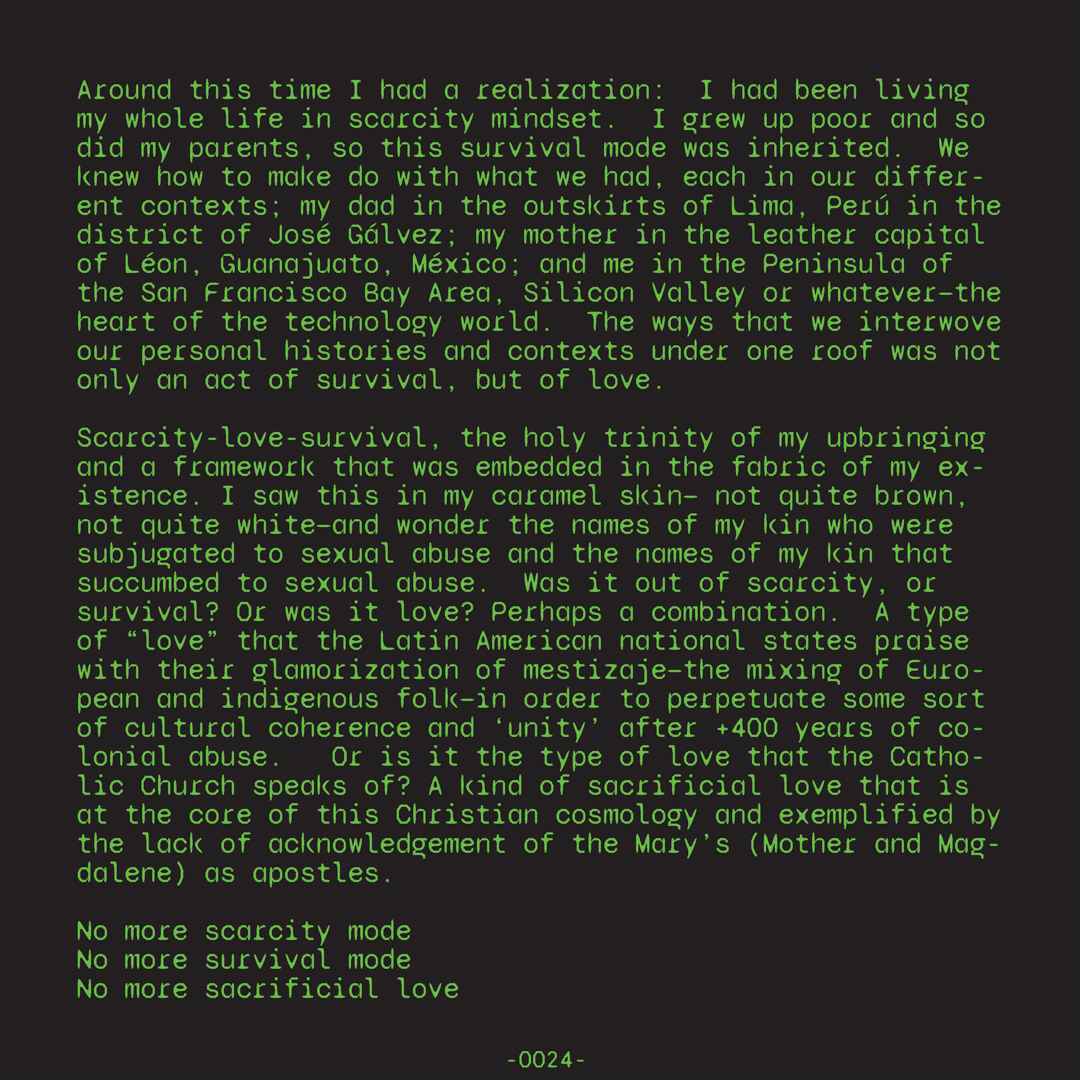 Around this time I had a realization:  I had been living
my whole life in scarcity mindset.  I grew up poor and so
did my parents, so this survival mode was inherited.  We
knew how to make do with what we had, each in our differ-
ent contexts; my dad in the outskirts of Lima, Perú in the
district of José Gálvez; my mother in the leather capital
of Léon, Guanajuato, México; and me in the Peninsula of
the San Francisco Bay Area, Silicon Valley or whatever—the
heart of the technology world.  The ways that we interwove
our personal histories and contexts under one roof was not
only an act of survival, but of love.

Scarcity-love-survival, the holy trinity of my upbringing
and a framework that was embedded in the fabric of my ex-
istence. I saw this in my caramel skin— not quite brown,
not quite white—and wonder the names of my kin who were
subjugated to sexual abuse and the names of my kin that
succumbed to sexual abuse.  Was it out of scarcity, or
survival? Or was it love? Perhaps a combination.  A type
of “love” that the Latin American national states praise
with their glamorization of mestizaje—the mixing of Euro-
pean and indigenous folk—in order to perpetuate some sort
of cultural coherence and ‘unity’ after +400 years of co-
lonial abuse.   Or is it the type of love that the Catho-
lic Church speaks of? A kind of sacrificial love that is
at the core of this Christian cosmology and exemplified by
the lack of acknowledgement of the Mary’s (Mother and Mag-
dalene) as apostles.

No more scarcity mode
No more survival mode
No more sacrificial love

-0024-